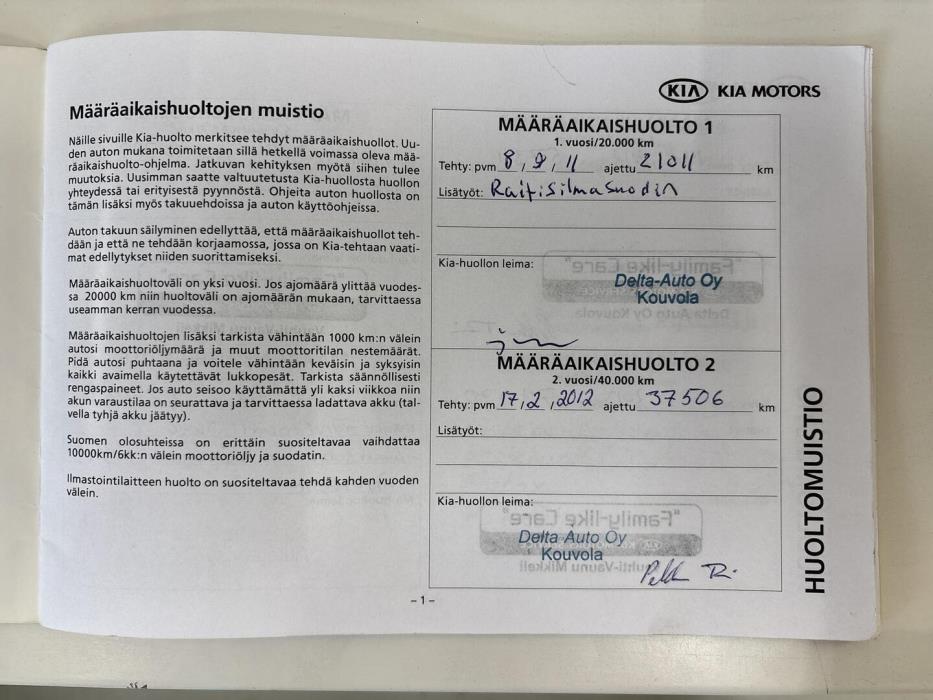 KIA KIA MOTORS
Määräaikaishuoltojen muistio
Näille sivuille Kia-huolto merkitsee tehdyt määräaikaishuollot. Uu-
den auton mukana toimitetaan sillä hetkellä voimassa oleva mää-
räaikaishuolto-ohjelma. Jatkuvan kehityksen myötä siihen tulee
muutoksia. Uusimman saatte valtuutetusta Kia-huollosta huollon
yhteydessä tai erityisestä pyynnöstä. Ohjeita auton huollosta on
tämän lisäksi myös takuuehdoissa ja auton käyttöohjeissa.
Auton takuun säilyminen edellyttää, että määräaikaishuollot teh-
dään ja että ne tehdään korjaamossa, jossa on Kia-tehtaan vaati-
mat edellytykset niiden suorittamiseksi.
Määräaikaishuoltoväli on yksi vuosi. Jos ajomäärä ylittää vuodes-
sa 20000 km niin huoltoväli on ajomäärän mukaan, tarvittaessa
useamman kerran vuodessa.
Määräaikaishuoltojen lisäksi tarkista vähintään 1000 km:n välein
autosi moottoriöljymäärä ja muut moottoritilan nestemäärät.
Pidä autosi puhtaana ja voitele vähintään keväisin ja syksyisin
kaikki avaimella käytettävät lukkopesät. Tarkista säännöllisesti
rengaspaineet. Jos auto seisoo käyttämättä yli kaksi viikkoa niin
akun varaustilaa on seurattava ja tarvittaessa ladattava akku (tal-
vella tyhjä akku jäätyy).
Suomen olosuhteissa on erittäin suositeltavaa vaihdattaa
10000km/6kk:n välein moottoriöljy ja suodatin.
Ilmastointilaitteen huolto on suositeltavaa tehdä kahden vuoden
välein.
MÄÄRÄAIKAISHUOLTO 1
1. vuosi/20.000 km
Tehty: pvm 8,9,11 ajettu 21011 km
Lisätyöt: Raitisilmasuodin
Kia-huollon leima:
Delta-Auto Oy
Kouvola
MÄÄRÄAIKAISHUOLTO 2
2. vuosi/40.000 km
Tehty: pvm 17,2,2012 ajettu 37506 km
Lisätyöt:
Kia-huollon leima:
Delta-Auto Oy
Kouvola
HUOLTOMUISTIO
– 1 –